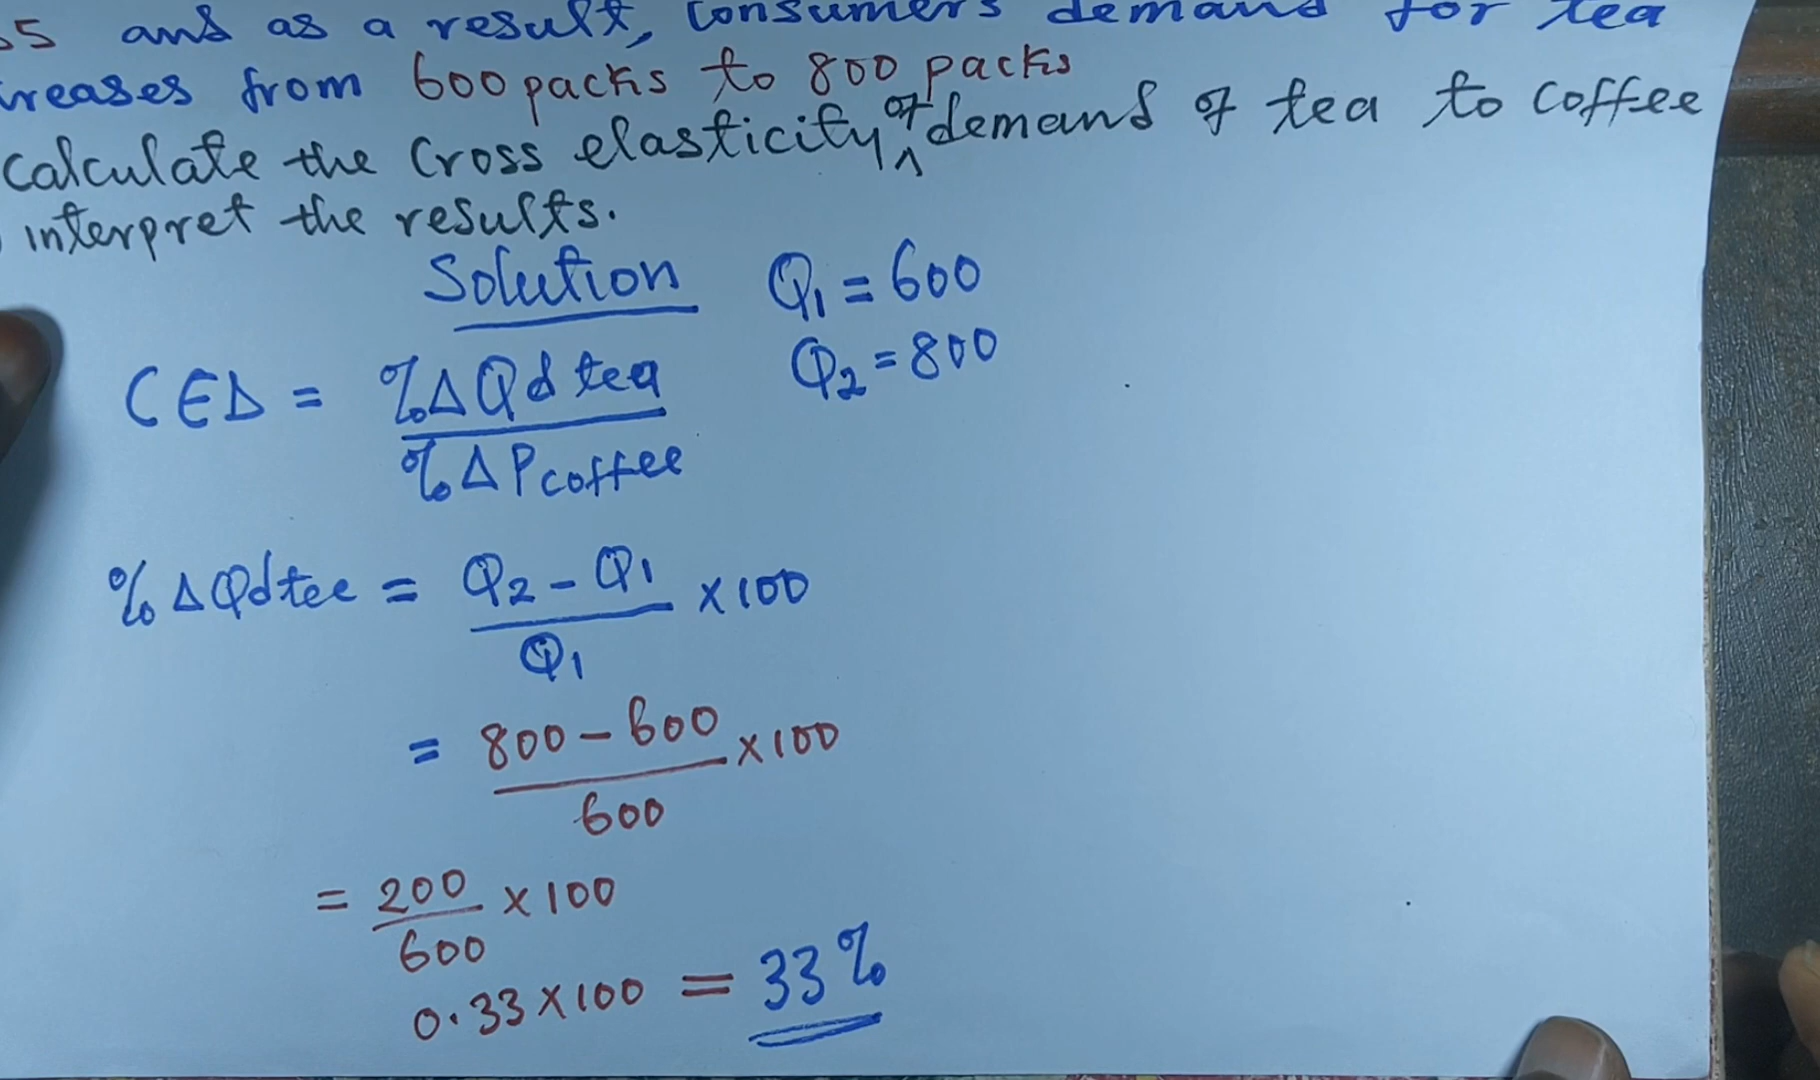 55 and as a result, Consumers demand for tea
creases from 600 packs to 800 packs
Calculate the Cross elasticity of demand of tea to Coffee
interpret the results.
Solution
Q1 = 600
Q2 = 800
CED = %ΔQd tea
%ΔP coffee
%ΔQd tee = Q2 - Q1 × 100
Q1
= 800 - 600 × 100
600
= 200 × 100
600
0.33 × 100 = 33%